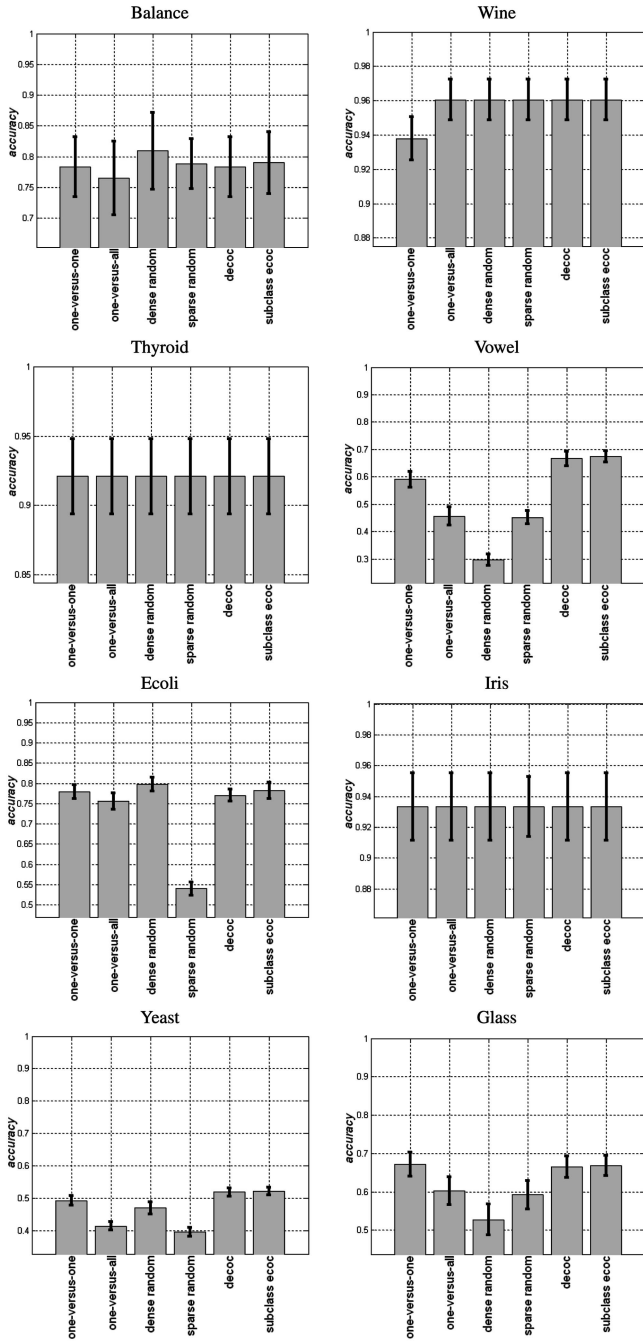 Balance
1
0.95
0.9
0.85
0.8
0.75
0.7
accuracy
one-versus-one
one-versus-all
dense random
sparse random
decoc
subclass ecoc
Wine
1
0.98
0.96
0.94
0.92
0.9
0.88
accuracy
one-versus-one
one-versus-all
dense random
sparse random
decoc
subclass ecoc
Thyroid
1
0.95
0.9
0.85
accuracy
one-versus-one
one-versus-all
dense random
sparse random
decoc
subclass ecoc
Vowel
1
0.9
0.8
0.7
0.6
0.5
0.4
0.3
accuracy
one-versus-one
one-versus-all
dense random
sparse random
decoc
subclass ecoc
Ecoli
1
0.95
0.9
0.85
0.8
0.75
0.7
0.65
0.6
0.55
0.5
accuracy
one-versus-one
one-versus-all
dense random
sparse random
decoc
subclass ecoc
Iris
1
0.98
0.96
0.94
0.92
0.9
0.88
accuracy
one-versus-one
one-versus-all
dense random
sparse random
decoc
subclass ecoc
Yeast
1
0.9
0.8
0.7
0.6
0.5
0.4
accuracy
one-versus-one
one-versus-all
dense random
sparse random
decoc
subclass ecoc
Glass
1
0.9
0.8
0.7
0.6
0.5
accuracy
one-versus-one
one-versus-all
dense random
sparse random
decoc
subclass ecoc